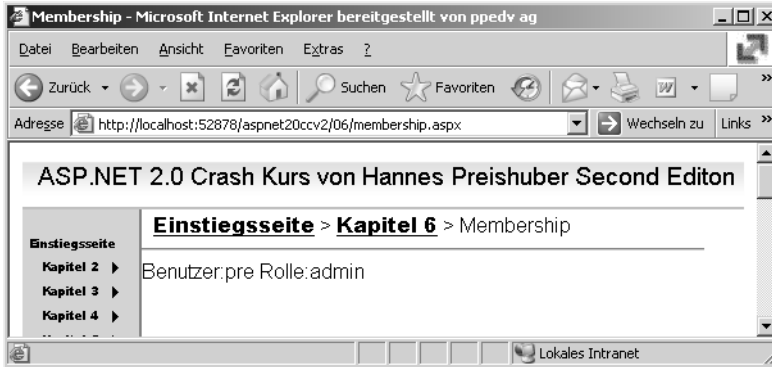 Membership - Microsoft Internet Explorer bereitgestellt von ppedv ag
Datei Bearbeiten Ansicht Favoriten Extras ?
Zurück Suchen Favoriten »
Adresse http://localhost:52878/aspnet20ccv2/06/membership.aspx Wechseln zu Links »
ASP.NET 2.0 Crash Kurs von Hannes Preishuber Second Editon
Einstiegsseite > Kapitel 6 > Membership
Einstiegsseite
Kapitel 2
Kapitel 3
Kapitel 4
Benutzer:pre Rolle:admin
Lokales Intranet